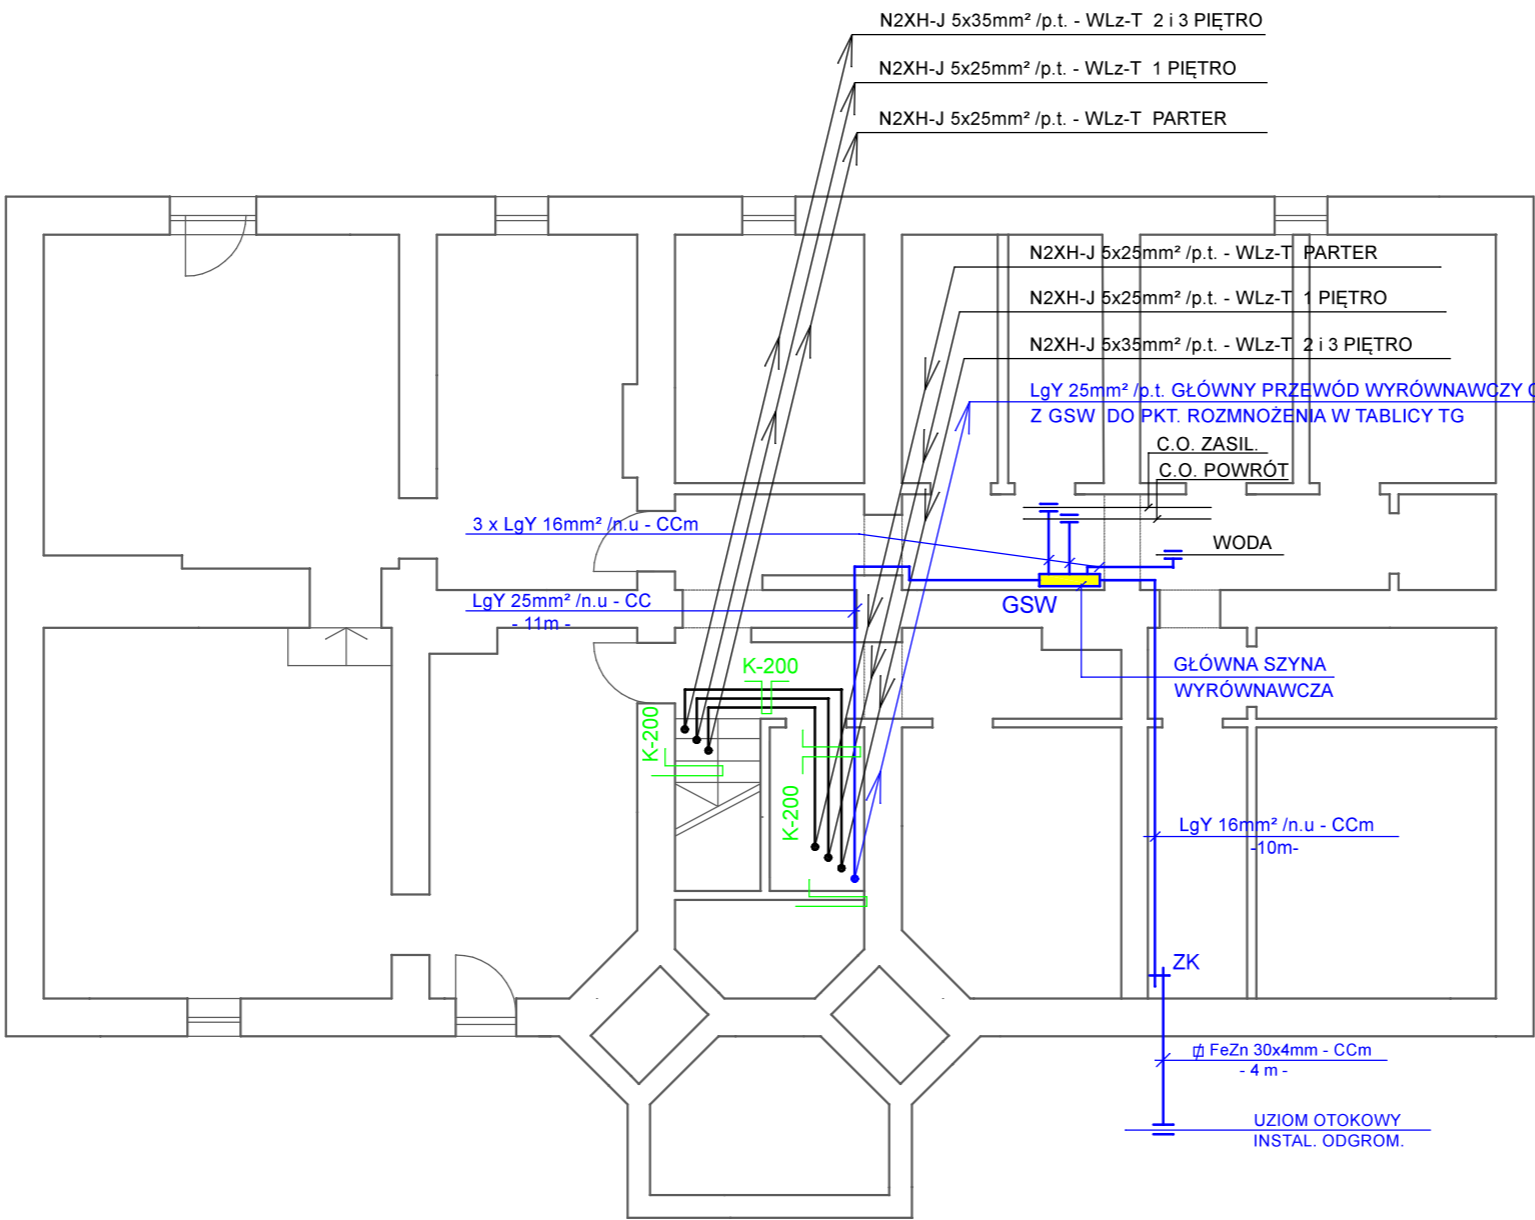 N2XH-J 5x35mm² /p.t. - WLz-T 2 i 3 PIĘTRO
N2XH-J 5x25mm² /p.t. - WLz-T 1 PIĘTRO
N2XH-J 5x25mm² /p.t. - WLz-T PARTER
N2XH-J 5x25mm² /p.t. - WLz-T PARTER
N2XH-J 5x25mm² /p.t. - WLz-T 1 PIĘTRO
N2XH-J 5x35mm² /p.t. - WLz-T 2 i 3 PIĘTRO
LgY 25mm² /p.t. GŁÓWNY PRZEWÓD WYRÓWNAWCZY
Z GSW DO PKT. ROZMNOŻENIA W TABLICY TG
C.O. ZASIL.
C.O. POWRÓT
3 x LgY 16mm² /n.u - CCm
WODA
LgY 25mm² /n.u - CC
- 11m -
GSW
GŁÓWNA SZYNA
WYRÓWNAWCZA
K-200
K-200
K-200
LgY 16mm² /n.u - CCm
-10m-
ZK
FeZn 30x4mm - CCm
- 4 m -
UZIOM OTOKOWY
INSTAL. ODGROM.